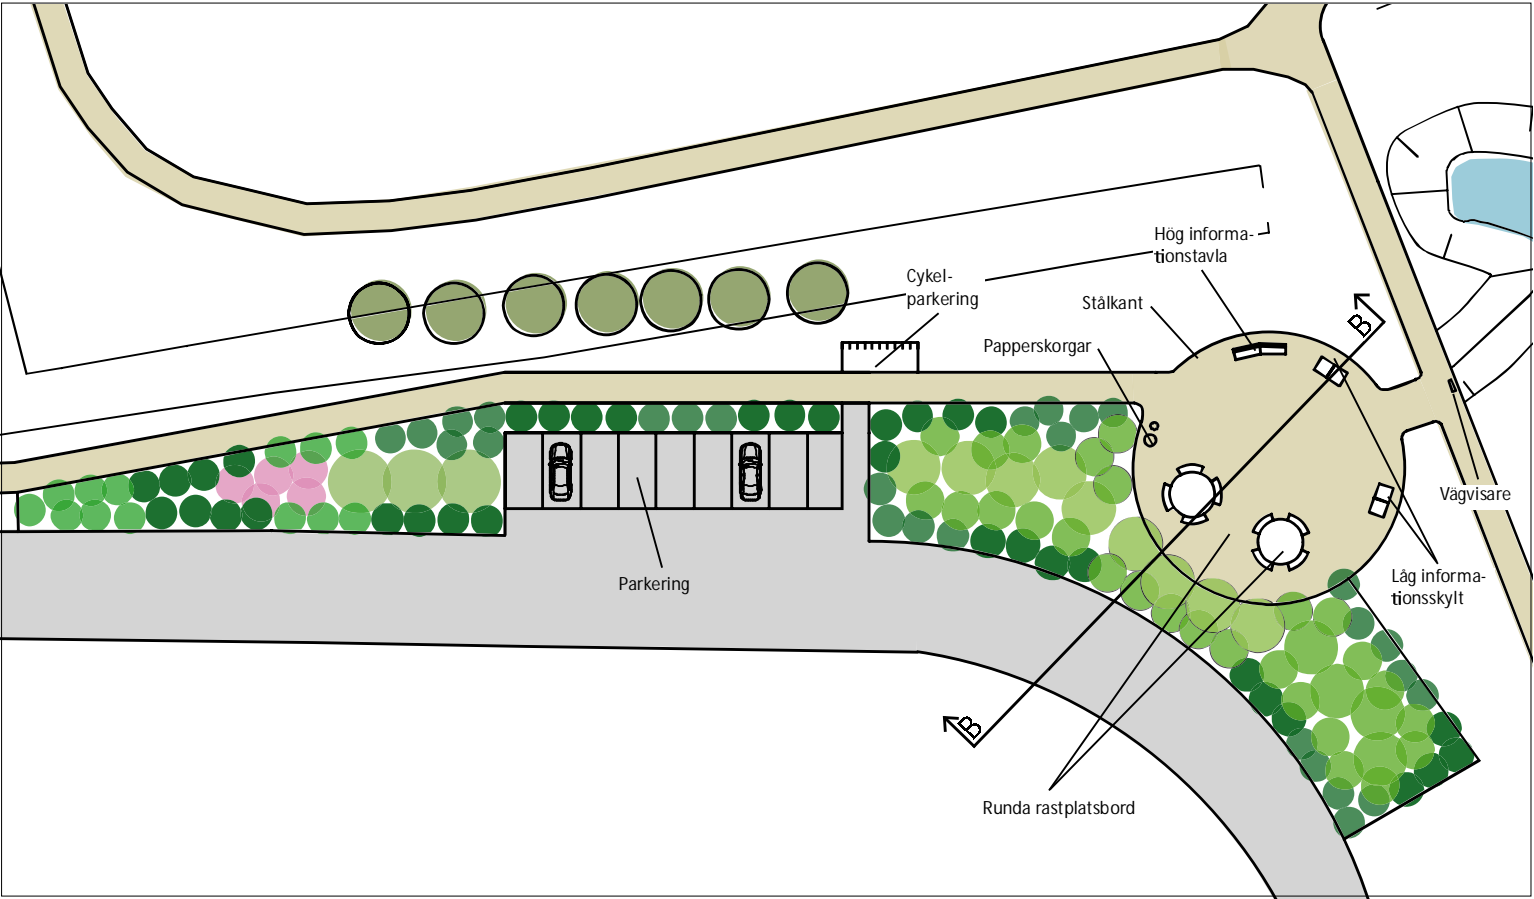 Hög informa-
tionstavla
Cykel-
parkering
Stålkant
Papperskorgar
B
Vägvisare
Parkering
Låg informa-
tionsskylt
B
Runda rastplatsbord